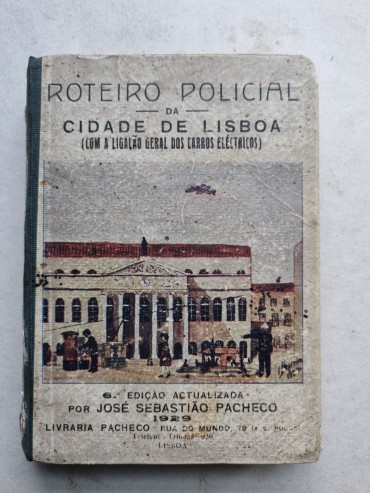 ROTEIRO POLICIAL
DA
CIDADE DE LISBOA
(COM A LIGAÇÃO GERAL DOS CARROS ELÉCTRICOS)
6.ª EDIÇÃO ACTUALIZADA
POR JOSÉ SEBASTIÃO PACHECO
1929
LIVRARIA PACHECO - RUA DO MUNDO, 79
LISBOA